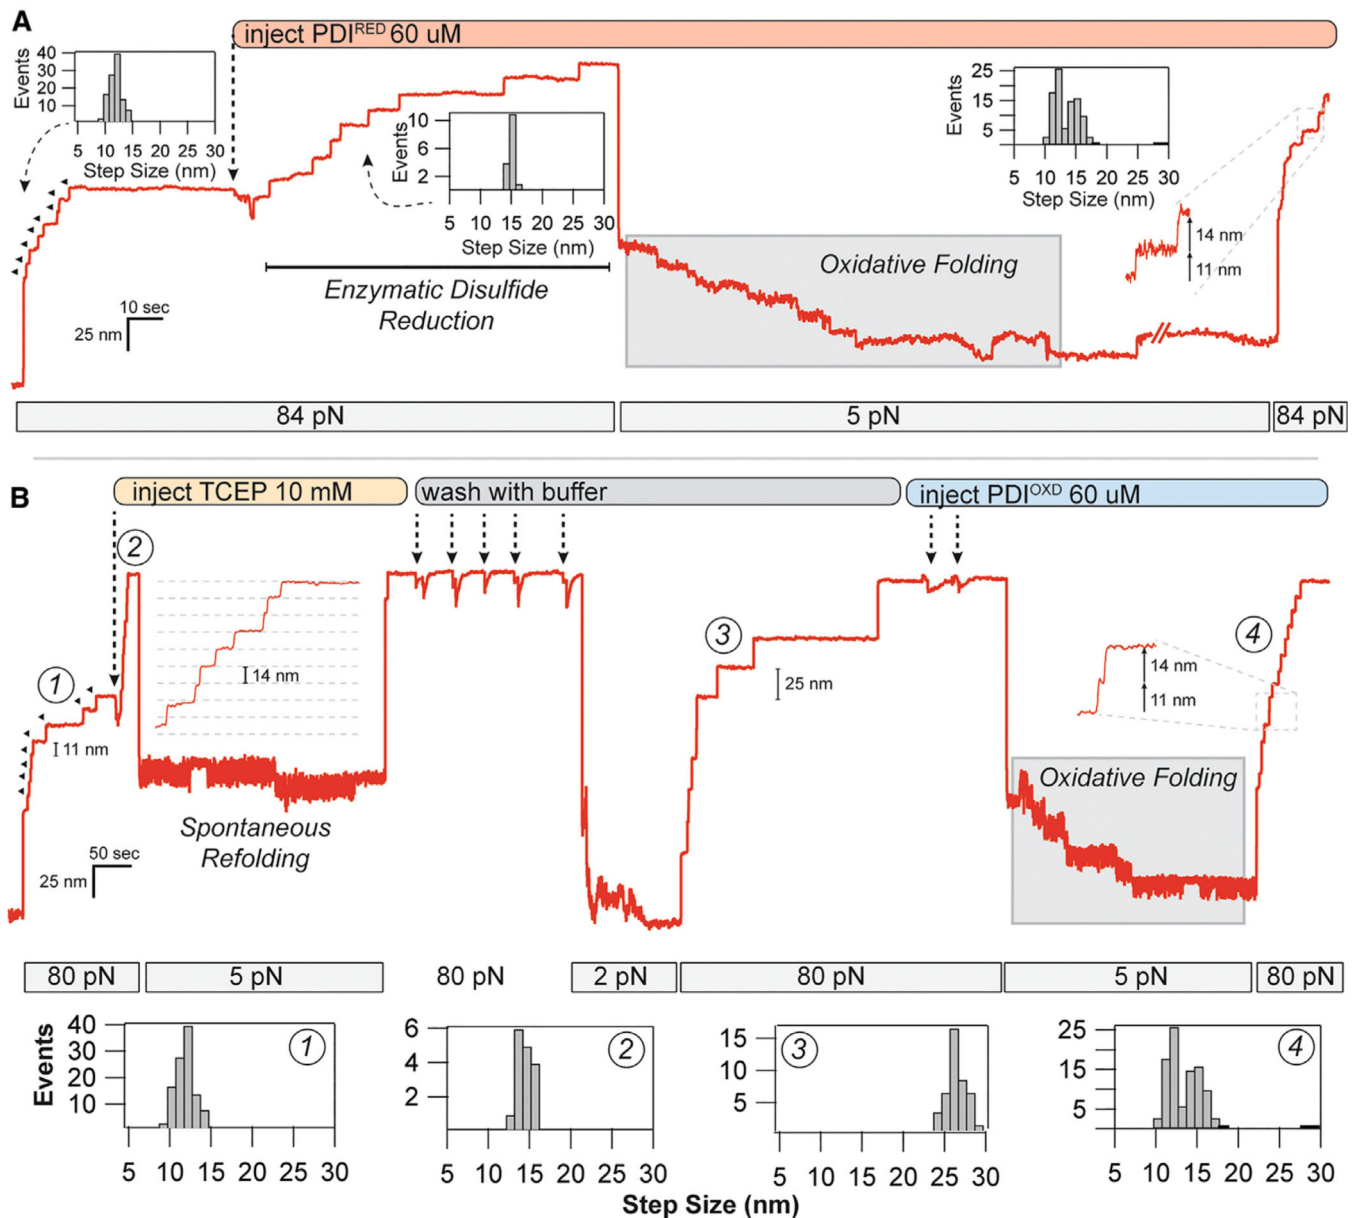 A
inject PDIRED 60 uM
Events
40
30
20
10
5 10 15 20 25 30
Step Size (nm)
Events
10
6
2
5 10 15 20 25 30
Step Size (nm)
Events
25
15
5
5 10 15 20 25 30
Step Size (nm)
14 nm
11 nm
Enzymatic Disulfide
Reduction
Oxidative Folding
10 sec
25 nm
84 pN
5 pN
84 pN
B
inject TCEP 10 mM
wash with buffer
inject PDIOXD 60 uM
2
1
11 nm
14 nm
3
25 nm
4
14 nm
11 nm
Spontaneous
Refolding
Oxidative Folding
50 sec
25 nm
80 pN
5 pN
80 pN
2 pN
80 pN
5 pN
80 pN
Events
40
30
20
10
1
5 10 15 20 25 30
6
4
2
2
5 10 15 20 25 30
15
10
5
3
5 10 15 20 25 30
25
15
5
4
5 10 15 20 25 30
Step Size (nm)